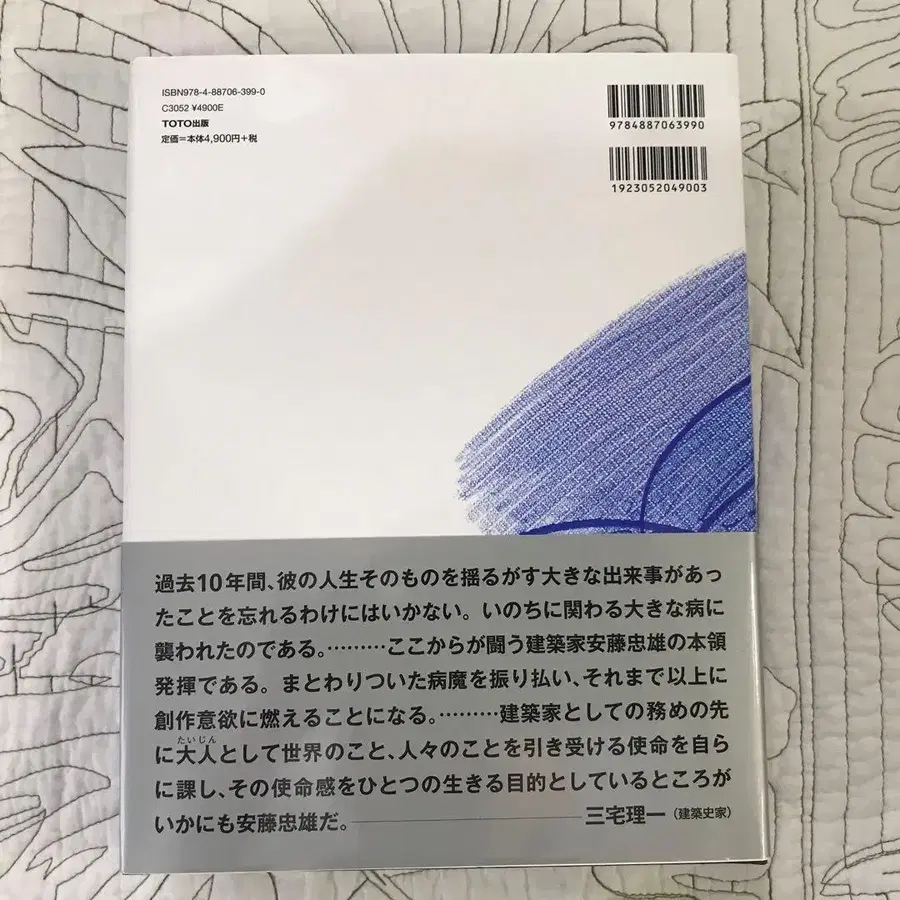 ISBN978-4-88706-399-0
C3052 ¥4900E
TOTO出版
定価=本体4,900円+税
9784887063990
1923052049003
過去10年間、彼の人生そのものを揺るがす大きな出来事があっ
たことを忘れるわけにはいかない。いのちに関わる大きな病に
襲われたのである。………ここからが闘う建築家安藤忠雄の本領
発揮である。まとわりついた病魔を振り払い、それまで以上に
創作意欲に燃えることになる。………建築家としての務めの先
たいじん
に大人として世界のこと、人々のことを引き受ける使命を自ら
に課し、その使命感をひとつの生きる目的としているところが
いかにも安藤忠雄だ。――三宅理一（建築史家）